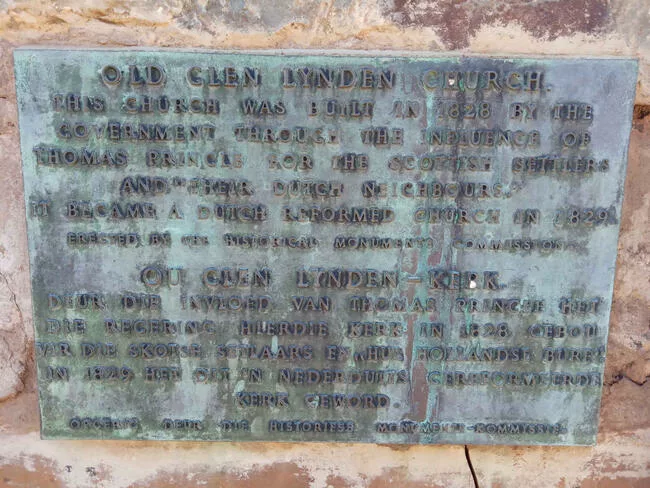 OLD GLEN LYNDEN CHURCH.
THIS CHURCH WAS BUILT IN 1828 BY THE
GOVERNMENT THROUGH THE INFLUENCE OF
THOMAS PRINGLE FOR THE SCOTTISH SETTLERS
AND THEIR DUTCH NEIGHBOURS.
IT BECAME A DUTCH REFORMED CHURCH IN 1829.
ERECTED BY THE HISTORICAL MONUMENTS COMMISSION.
OU GLEN LYNDEN-KERK.
DEUR DIE INVLOED VAN THOMAS PRINGLE HET
DIE REGERING HIERDIE KERK IN 1828 GEBOU
VIR DIE SKOTSE SETLAARS EN HUL HOLLANDSE BURE.
IN 1829 HET DIT 'N NEDERDUITS GEREFORMEERDE
KERK GEWORD.
OPGERIG DEUR DIE HISTORIESE MONUMENTE-KOMMISSIE.